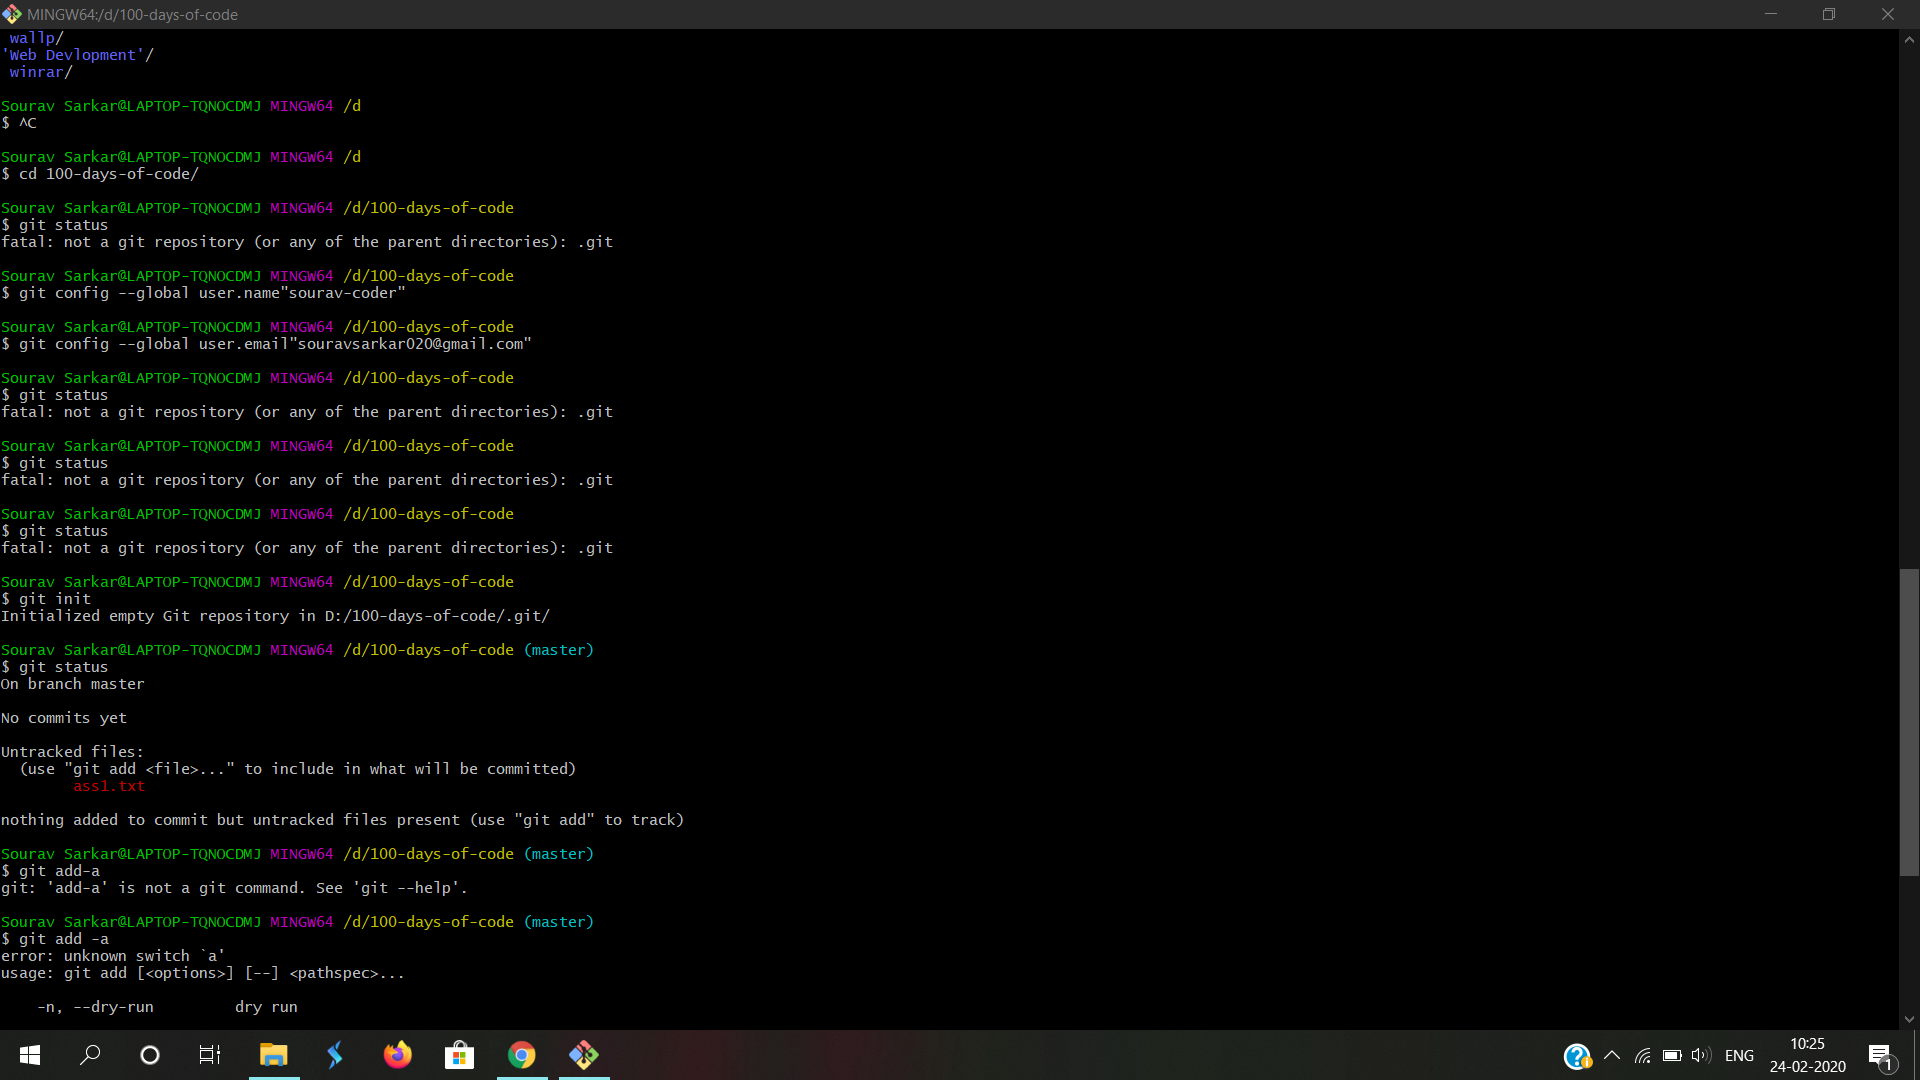 MINGW64:/d/100-days-of-code
wallp/
'Web Devlopment'/
winrar/
Sourav Sarkar@LAPTOP-TQNOCDMJ MINGW64 /d
$ ^C
Sourav Sarkar@LAPTOP-TQNOCDMJ MINGW64 /d
$ cd 100-days-of-code/
Sourav Sarkar@LAPTOP-TQNOCDMJ MINGW64 /d/100-days-of-code
$ git status
fatal: not a git repository (or any of the parent directories): .git
Sourav Sarkar@LAPTOP-TQNOCDMJ MINGW64 /d/100-days-of-code
$ git config --global user.name"sourav-coder"
Sourav Sarkar@LAPTOP-TQNOCDMJ MINGW64 /d/100-days-of-code
$ git config --global user.email"souravsarkar020@gmail.com"
Sourav Sarkar@LAPTOP-TQNOCDMJ MINGW64 /d/100-days-of-code
$ git status
fatal: not a git repository (or any of the parent directories): .git
Sourav Sarkar@LAPTOP-TQNOCDMJ MINGW64 /d/100-days-of-code
$ git status
fatal: not a git repository (or any of the parent directories): .git
Sourav Sarkar@LAPTOP-TQNOCDMJ MINGW64 /d/100-days-of-code
$ git status
fatal: not a git repository (or any of the parent directories): .git
Sourav Sarkar@LAPTOP-TQNOCDMJ MINGW64 /d/100-days-of-code
$ git init
Initialized empty Git repository in D:/100-days-of-code/.git/
Sourav Sarkar@LAPTOP-TQNOCDMJ MINGW64 /d/100-days-of-code (master)
$ git status
On branch master
No commits yet
Untracked files:
(use "git add <file>..." to include in what will be committed)
ass1.txt
nothing added to commit but untracked files present (use "git add" to track)
Sourav Sarkar@LAPTOP-TQNOCDMJ MINGW64 /d/100-days-of-code (master)
$ git add-a
git: 'add-a' is not a git command. See 'git --help'.
Sourav Sarkar@LAPTOP-TQNOCDMJ MINGW64 /d/100-days-of-code (master)
$ git add -a
error: unknown switch `a'
usage: git add [<options>] [--] <pathspec>...
-n, --dry-run dry run
ENG
10:25
24-02-2020
1